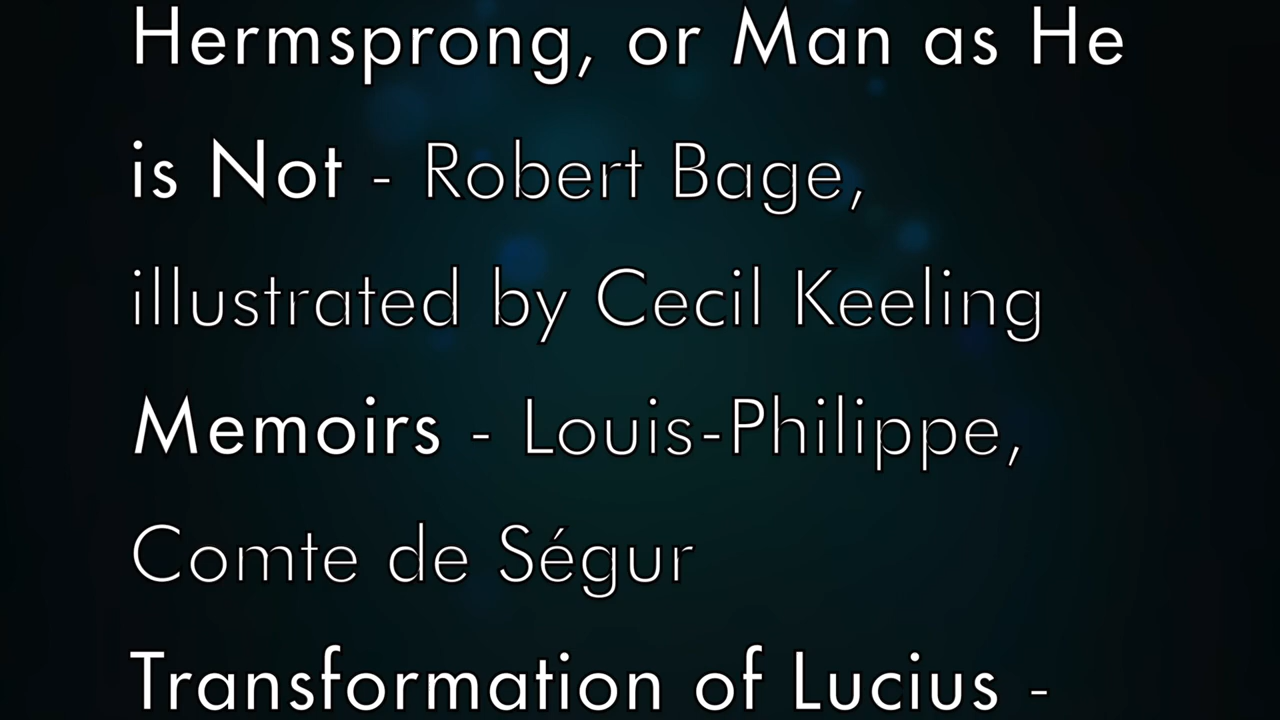 Hermsprong, or Man as He
is Not - Robert Bage,
illustrated by Cecil Keeling
Memoirs - Louis-Philippe,
Comte de Ségur
Transformation of Lucius -